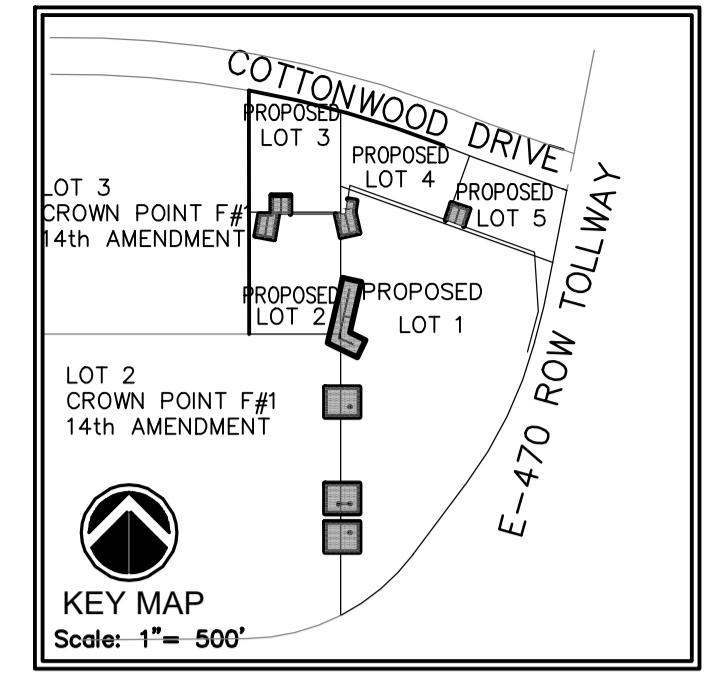 COTTONWOOD DRIVE
PROPOSED
LOT 3
PROPOSED
LOT 4
PROPOSED
LOT 5
LOT 3
CROWN POINT F#1
14th AMENDMENT
E-470 ROW TOLLWAY
PROPOSED
LOT 2
PROPOSED
LOT 1
LOT 2
CROWN POINT F#1
14th AMENDMENT
KEY MAP
Scale: 1"= 500'